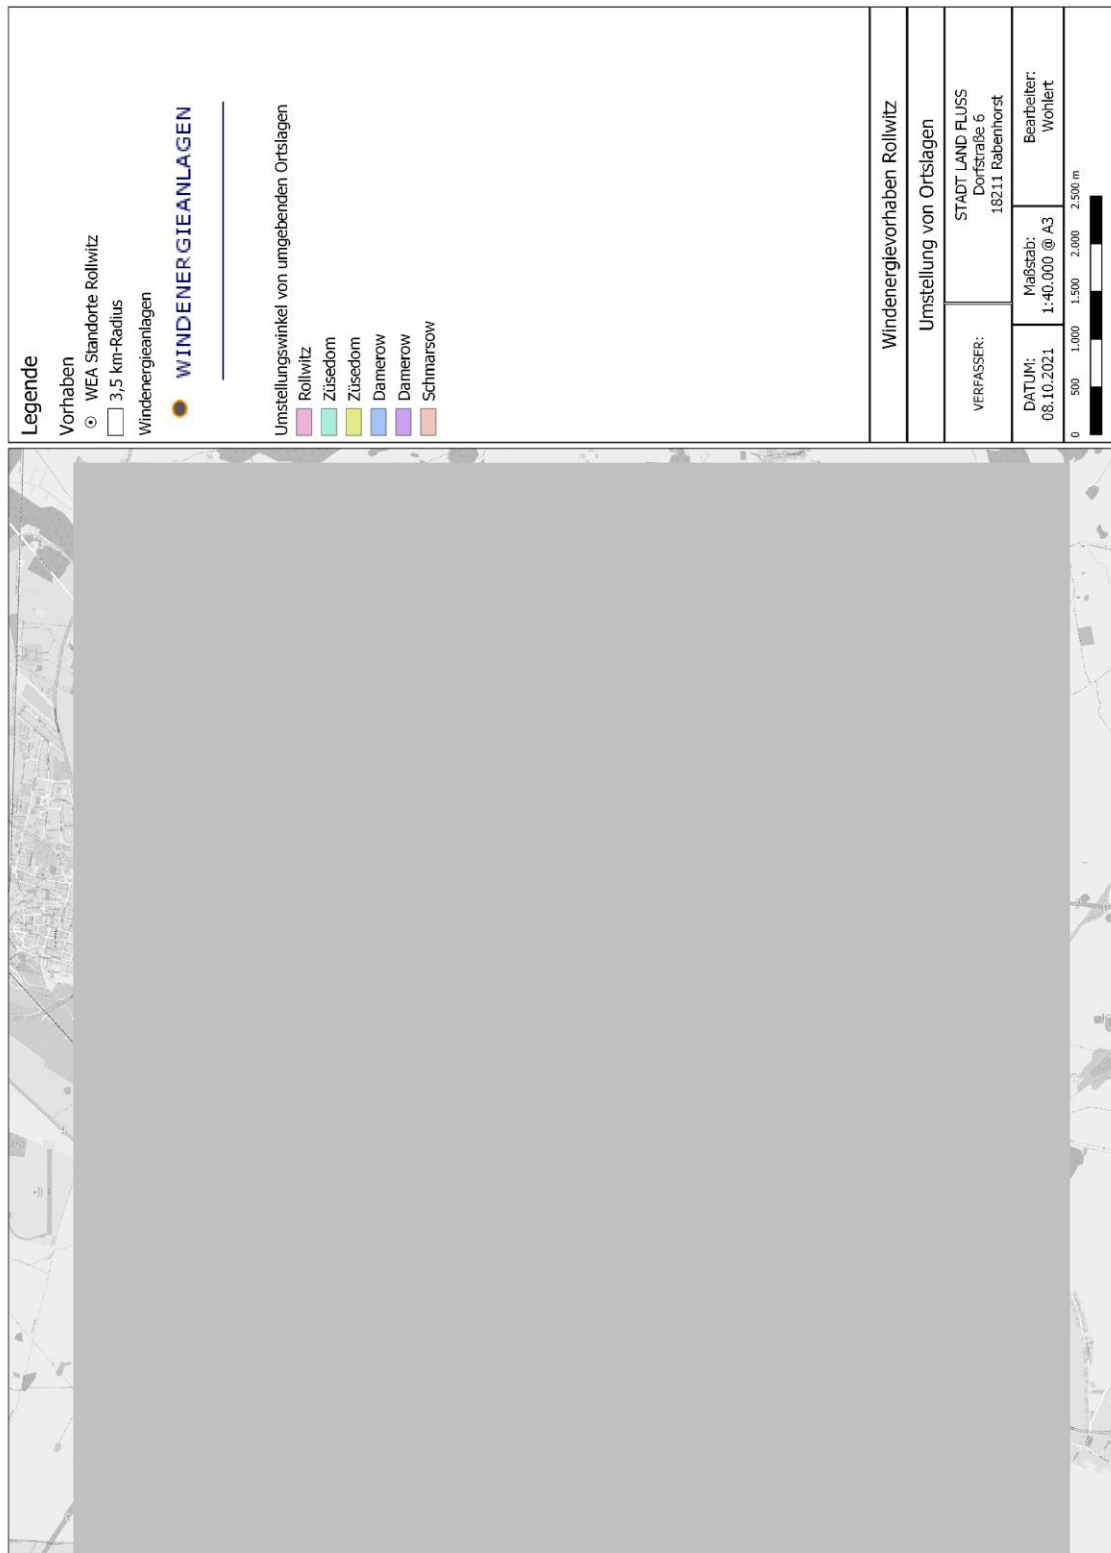 Legende
Vorhaben
WEA Standorte Rollwitz
3,5 km-Radius
Windenergieanlagen
WINDENERGIEANLAGEN
Umstellungswinkel von umgebenden Ortslagen
Rollwitz
Züsedom
Züsedom
Damerow
Damerow
Schmarsow
Windenergievorhaben Rollwitz
Umstellung von Ortslagen
VERFASSER:
STADT LAND FLUSS
Dorfstraße 6
18211 Rabenhorst
DATUM:
08.10.2021
Maßstab:
1:40.000 @ A3
Bearbeiter:
Wohlert
0 500 1.000 1.500 2.000 2.500 m